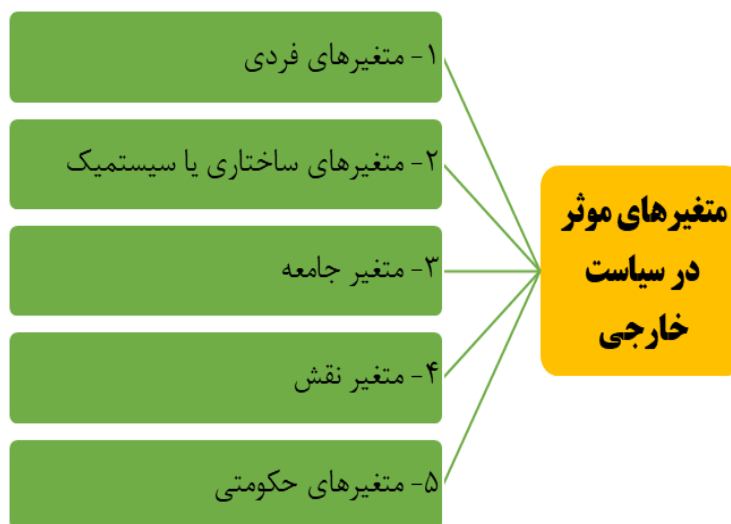 متغیرهای موثر
در سیاست
خارجی
۱- متغیرهای فردی
۲- متغیرهای ساختاری یا سیستمیک
۳- متغیر جامعه
۴- متغیر نقش
۵- متغیرهای حکومتی